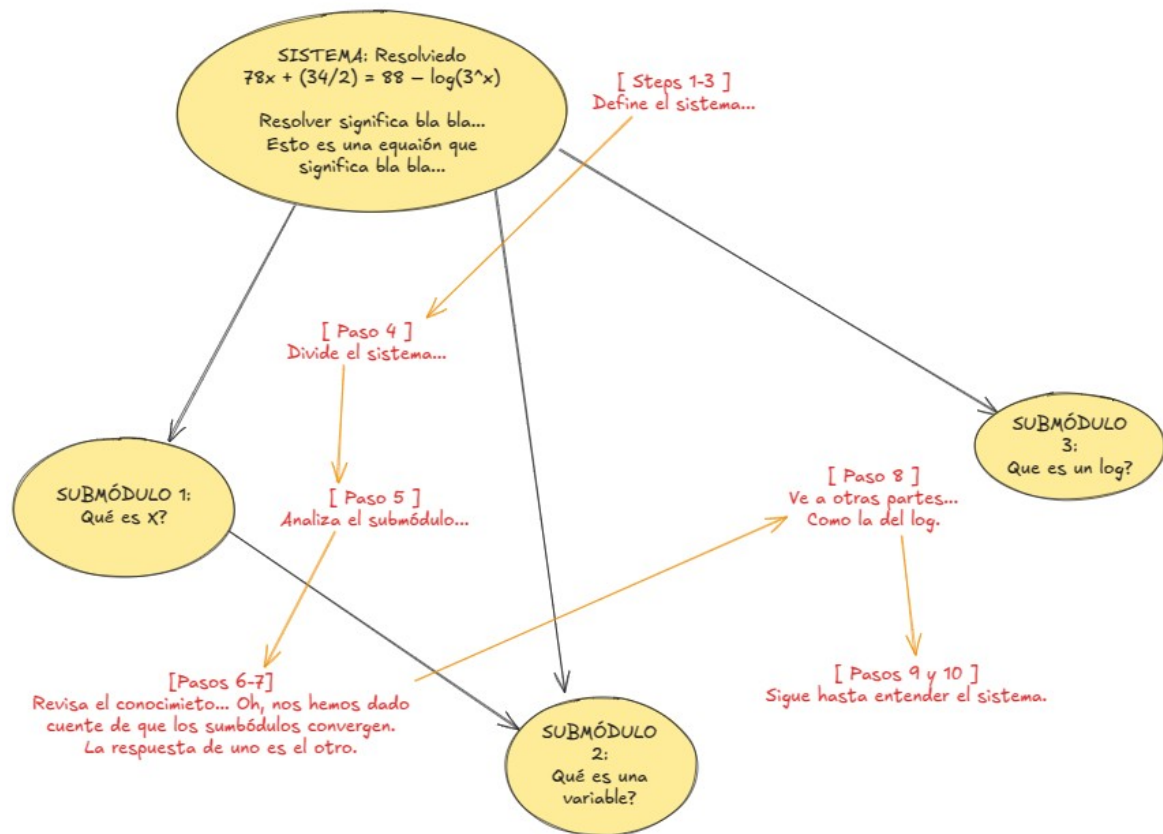 SISTEMA: Resolviedo
78x + (34/2) = 88 – log(3^x)
Resolver significa bla bla...
Esto es una equaión que
significa bla bla...
[ Steps 1-3 ]
Define el sistema...
[ Paso 4 ]
Divide el sistema...
SUBMÓDULO
3:
Que es un log?
SUBMÓDULO 1:
Qué es X?
[ Paso 5 ]
Analiza el submódulo...
[ Paso 8 ]
Ve a otras partes...
Como la del log.
[Pasos 6-7]
Revisa el conocimieto... Oh, nos hemos dado
cuente de que los sumbódulos convergen.
La respuesta de uno es el otro.
[ Pasos 9 y 10 ]
Sigue hasta entender el sistema.
SUBMÓDULO
2:
Qué es una
variable?